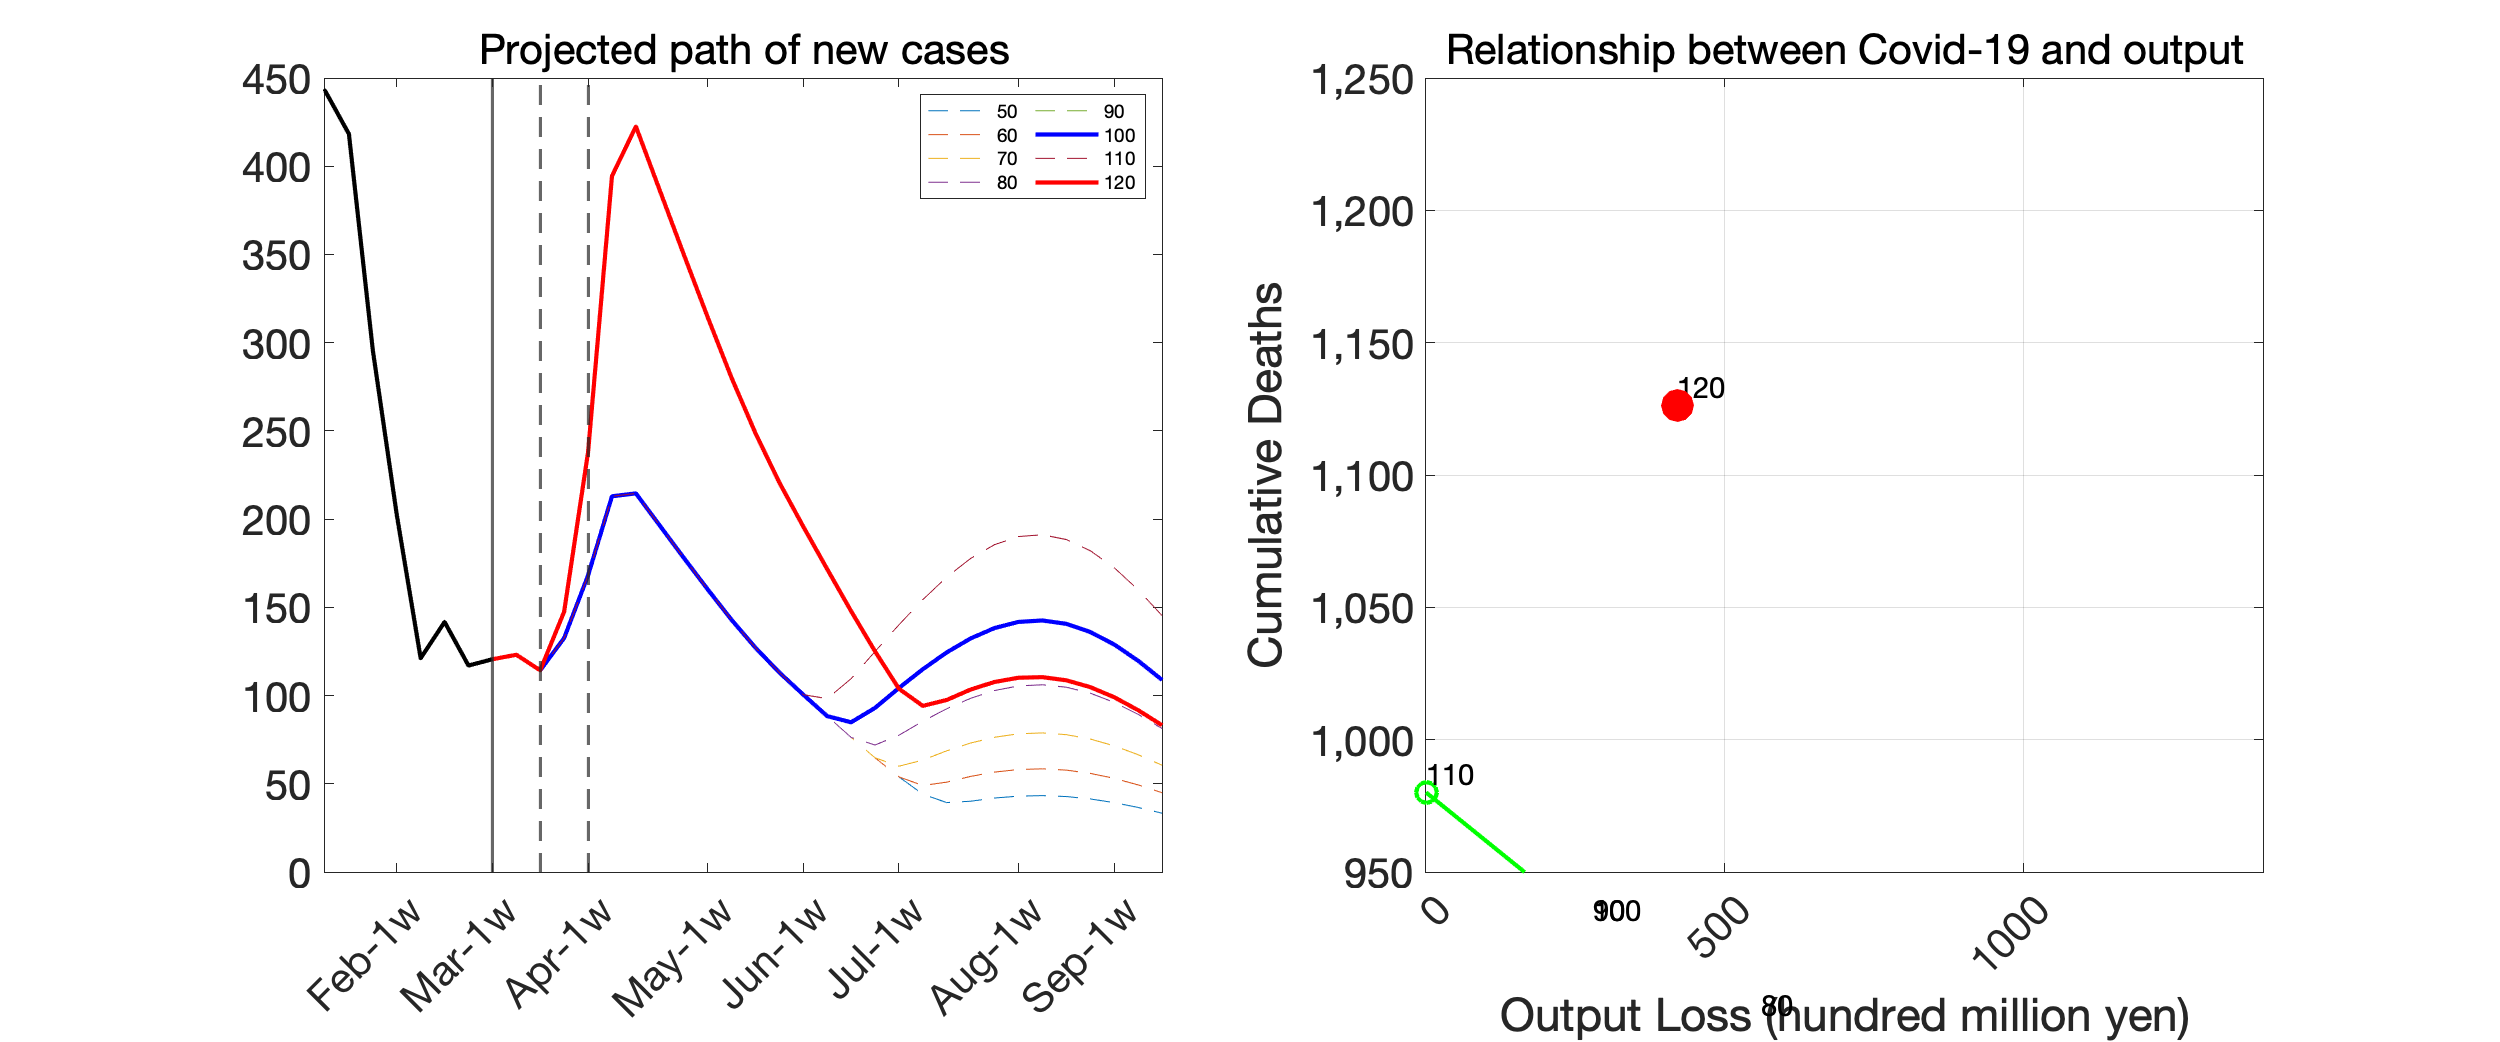 Projected path of new cases
450
400
350
300
250
200
150
100
50
0
50
60
70
80
90
100
110
120
Feb-1w
Mar-1w
Apr-1w
May-1w
Jun-1w
Jul-1w
Aug-1w
Sep-1w
Relationship between Covid-19 and output
Cumulative Deaths
1,250
1,200
1,150
1,100
1,050
1,000
950
120
110
0
500
1000
100
Output Loss (hundred million yen)